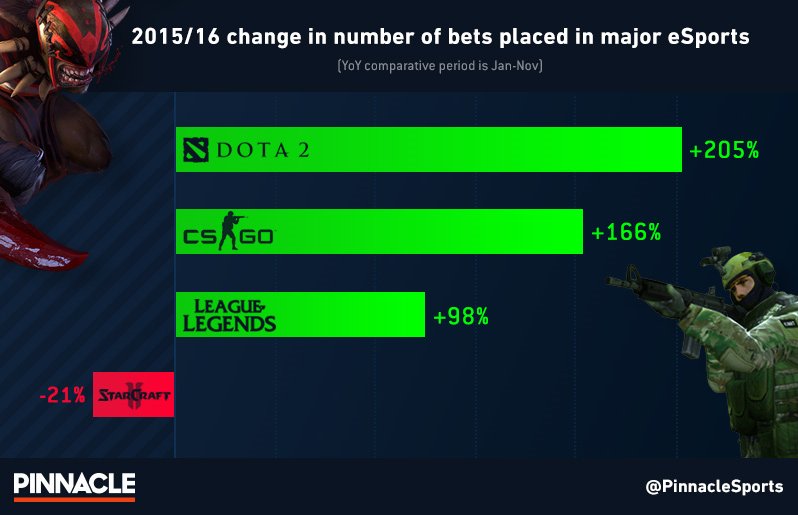 2015/16 change in number of bets placed in major eSports
(YoY comparative period is Jan-Nov)
DOTA 2
+205%
CS GO
+166%
LEAGUE OF
LEGENDS
+98%
-21%
STARCRAFT II
PINNACLE
@PinnacleSports